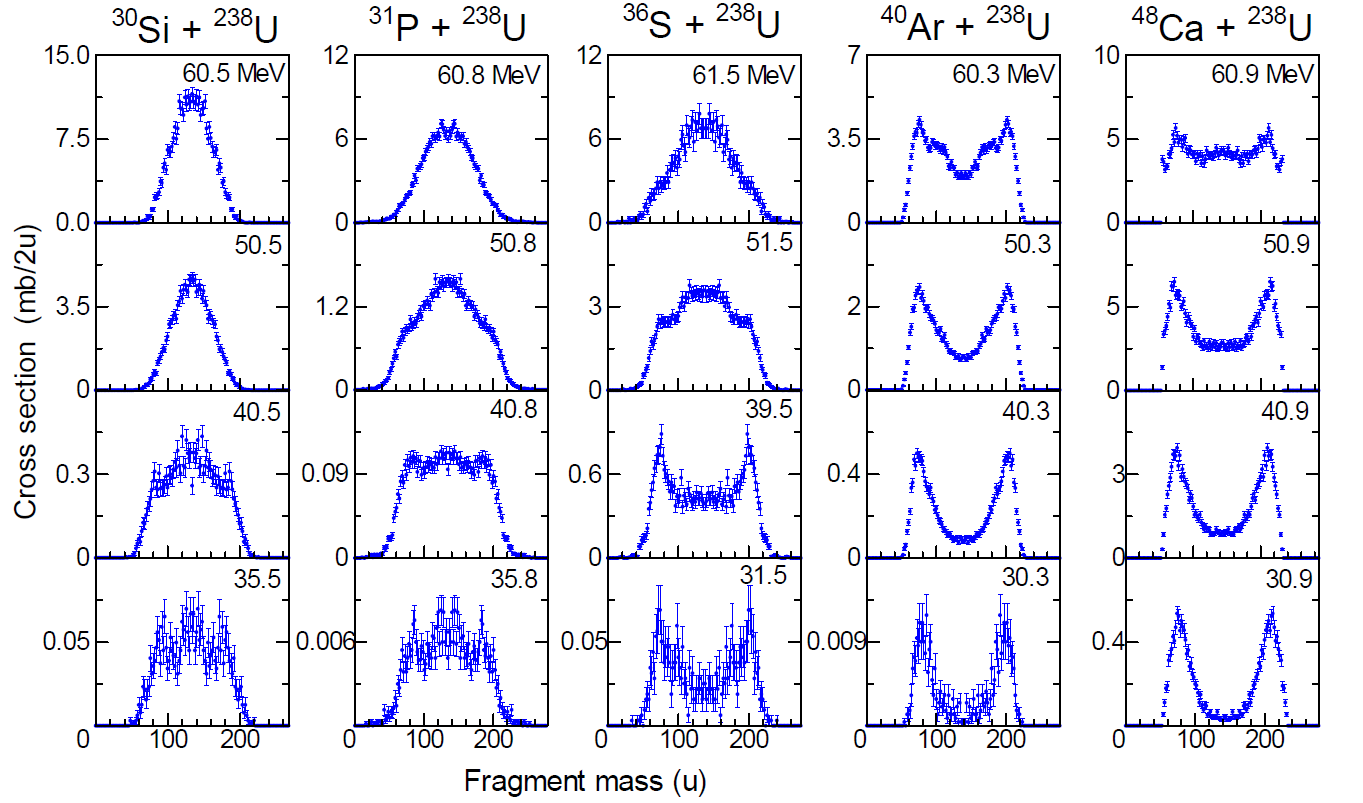 ³⁰Si + ²³⁸U ³¹P + ²³⁸U ³⁶S + ²³⁸U ⁴⁰Ar + ²³⁸U ⁴⁸Ca + ²³⁸U
15.0 60.5 MeV 12 60.8 MeV 12 61.5 MeV 7 60.3 MeV 10 60.9 MeV
7.5 6 6 3.5 5
0.0 0 0 0 0
50.5 50.8 51.5 50.3 50.9
3.5 1.2 3 2 5
0 0 0 0 0
40.5 40.8 39.5 40.3 40.9
0.3 0.09 0.6 0.4 3
0 0 0 0 0
35.5 35.8 31.5 30.3 30.9
0.05 0.006 0.05 0.009 0.4
0 100 200 0 100 200 0 100 200 0 100 200 0 100 200
Cross section (mb/2u)
Fragment mass (u)